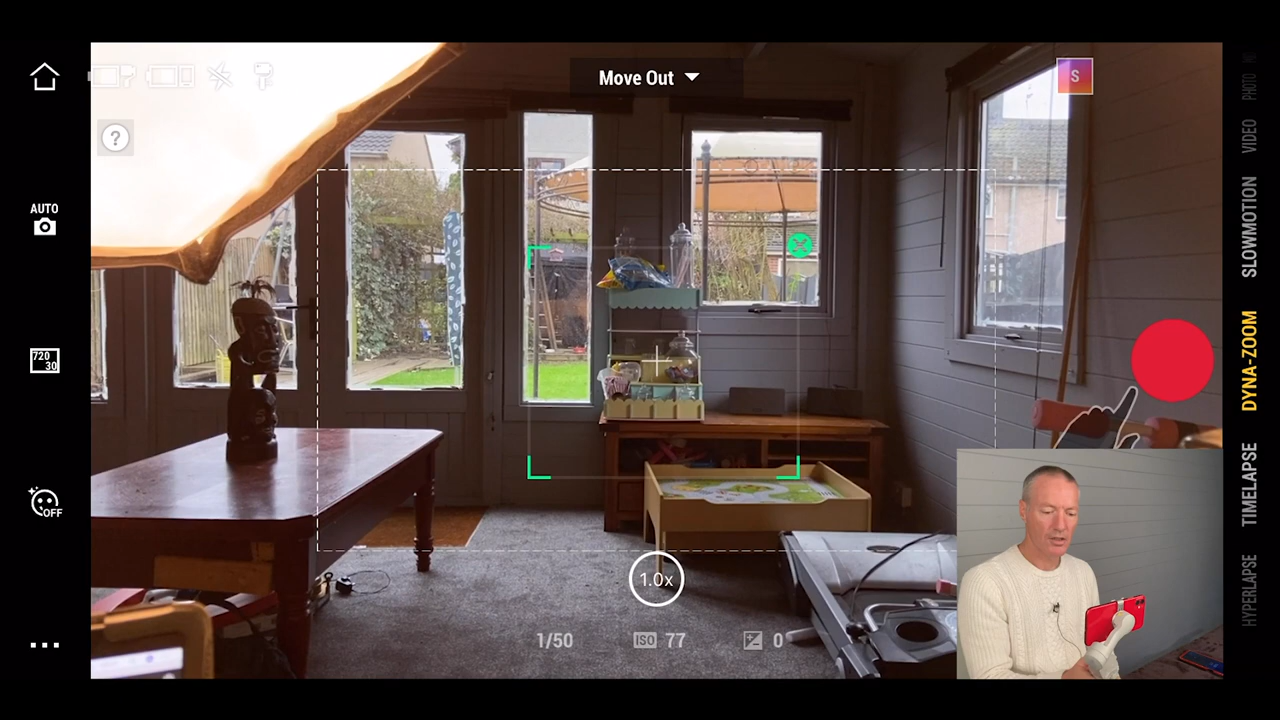 Move Out
S
?
AUTO
720
30
OFF
1.0x
1/50
ISO 77
0
PHOTO
VIDEO
SLOWMOTION
DYNA-ZOOM
TIMELAPSE
HYPERLAPSE